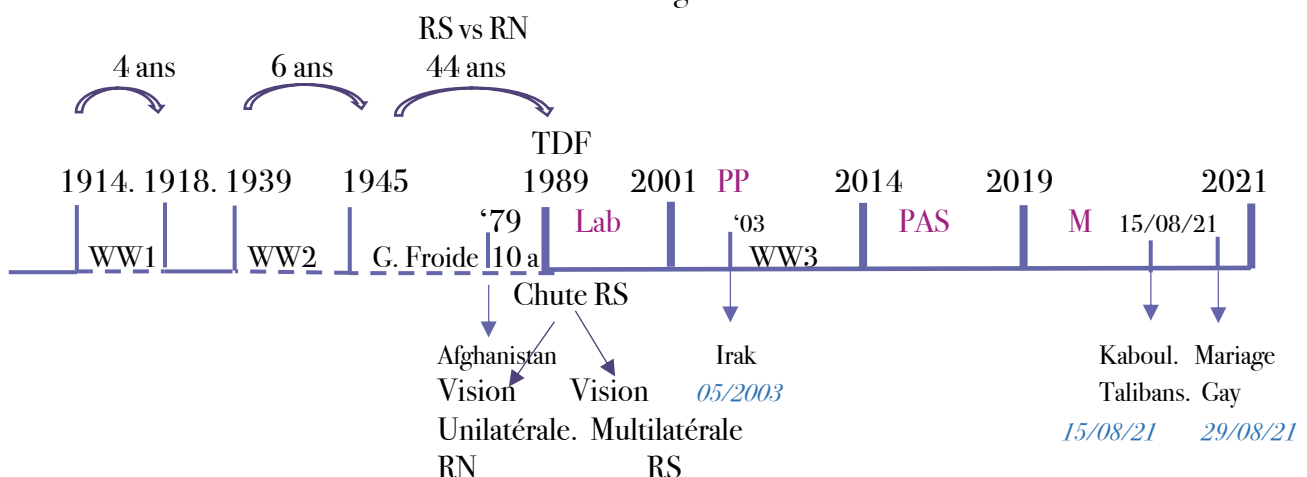 RS vs RN
4 ans 6 ans 44 ans
TDF
1914. 1918. 1939 1945 1989 2001 PP 2014 2019 2021
'79 Lab '03 PAS M 15/08/21
WW1 WW2 G. Froide 10 a WW3
Chute RS
Afghanistan Irak Kaboul. Mariage
Vision Vision 05/2003 Talibans. Gay
Unilatérale. Multilatérale 15/08/21 29/08/21
RN RS